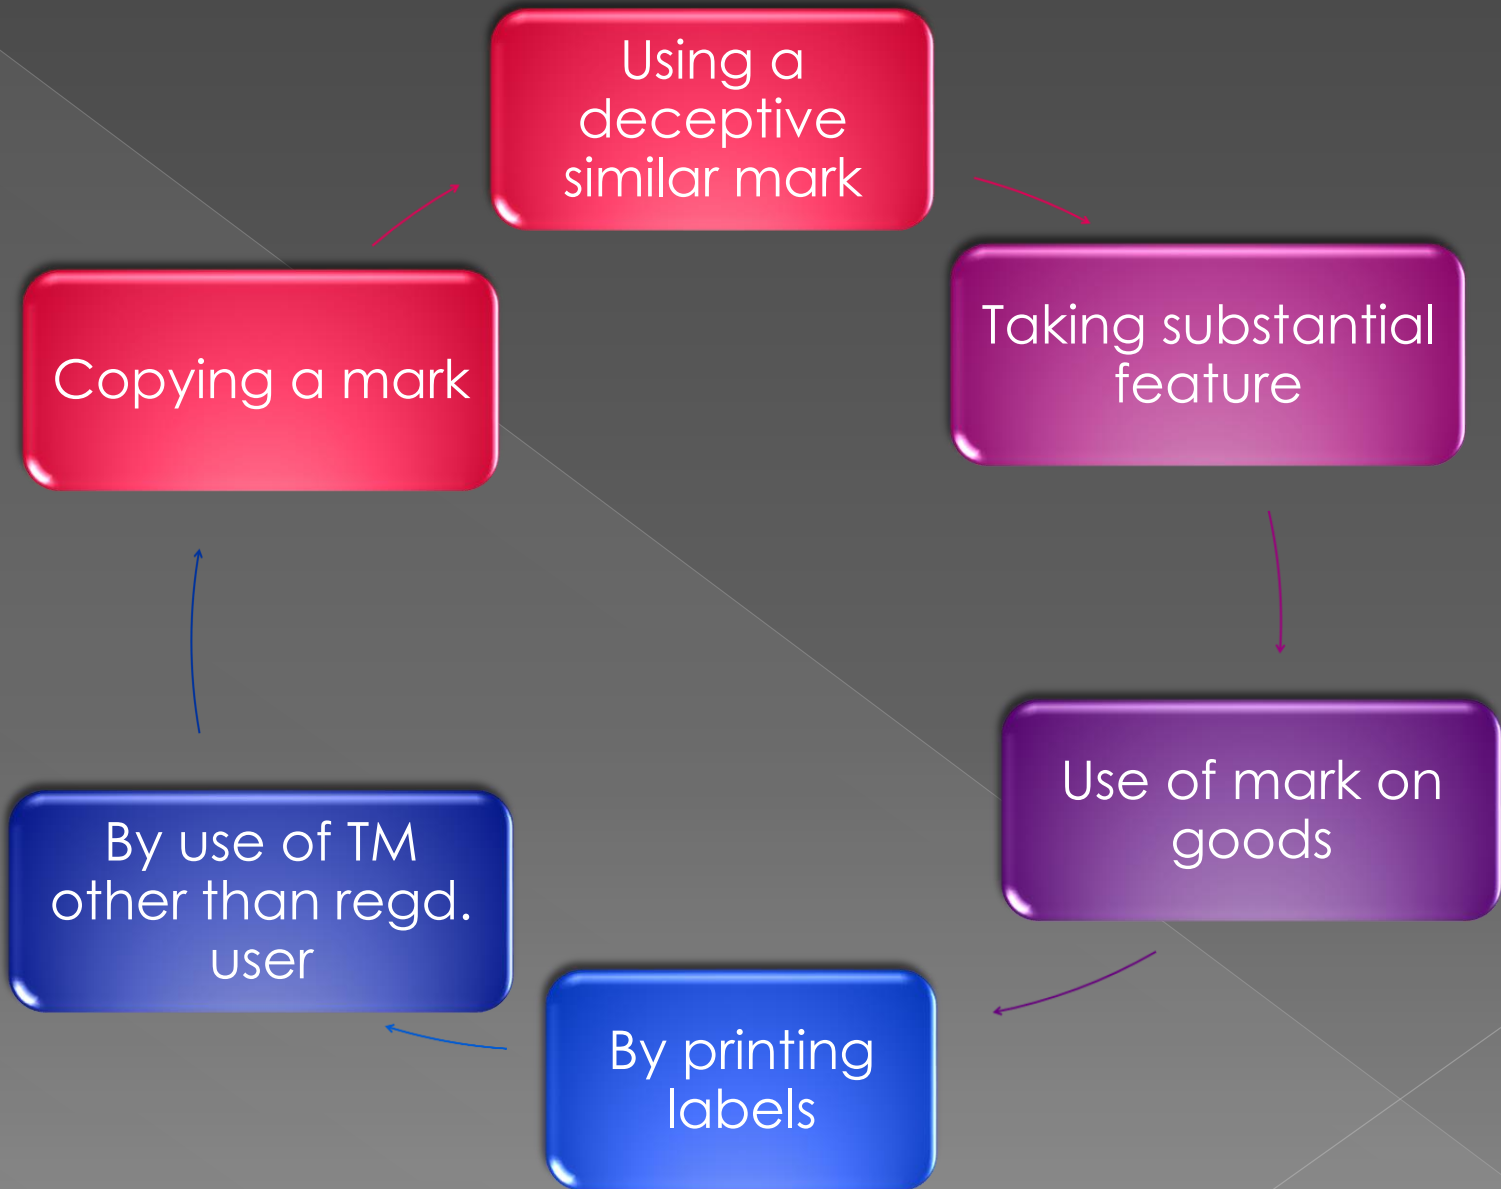 Using a
deceptive
similar mark
Taking substantial
feature
Use of mark on
goods
By printing
labels
By use of TM
other than regd.
user
Copying a mark